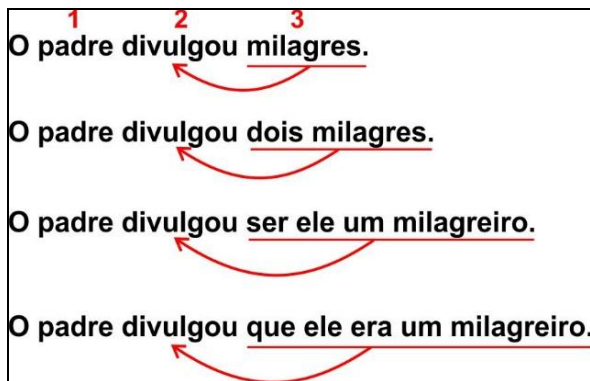 1 2 3
O padre divulgou milagres.
O padre divulgou dois milagres.
O padre divulgou ser ele um milagreiro.
O padre divulgou que ele era um milagreiro.